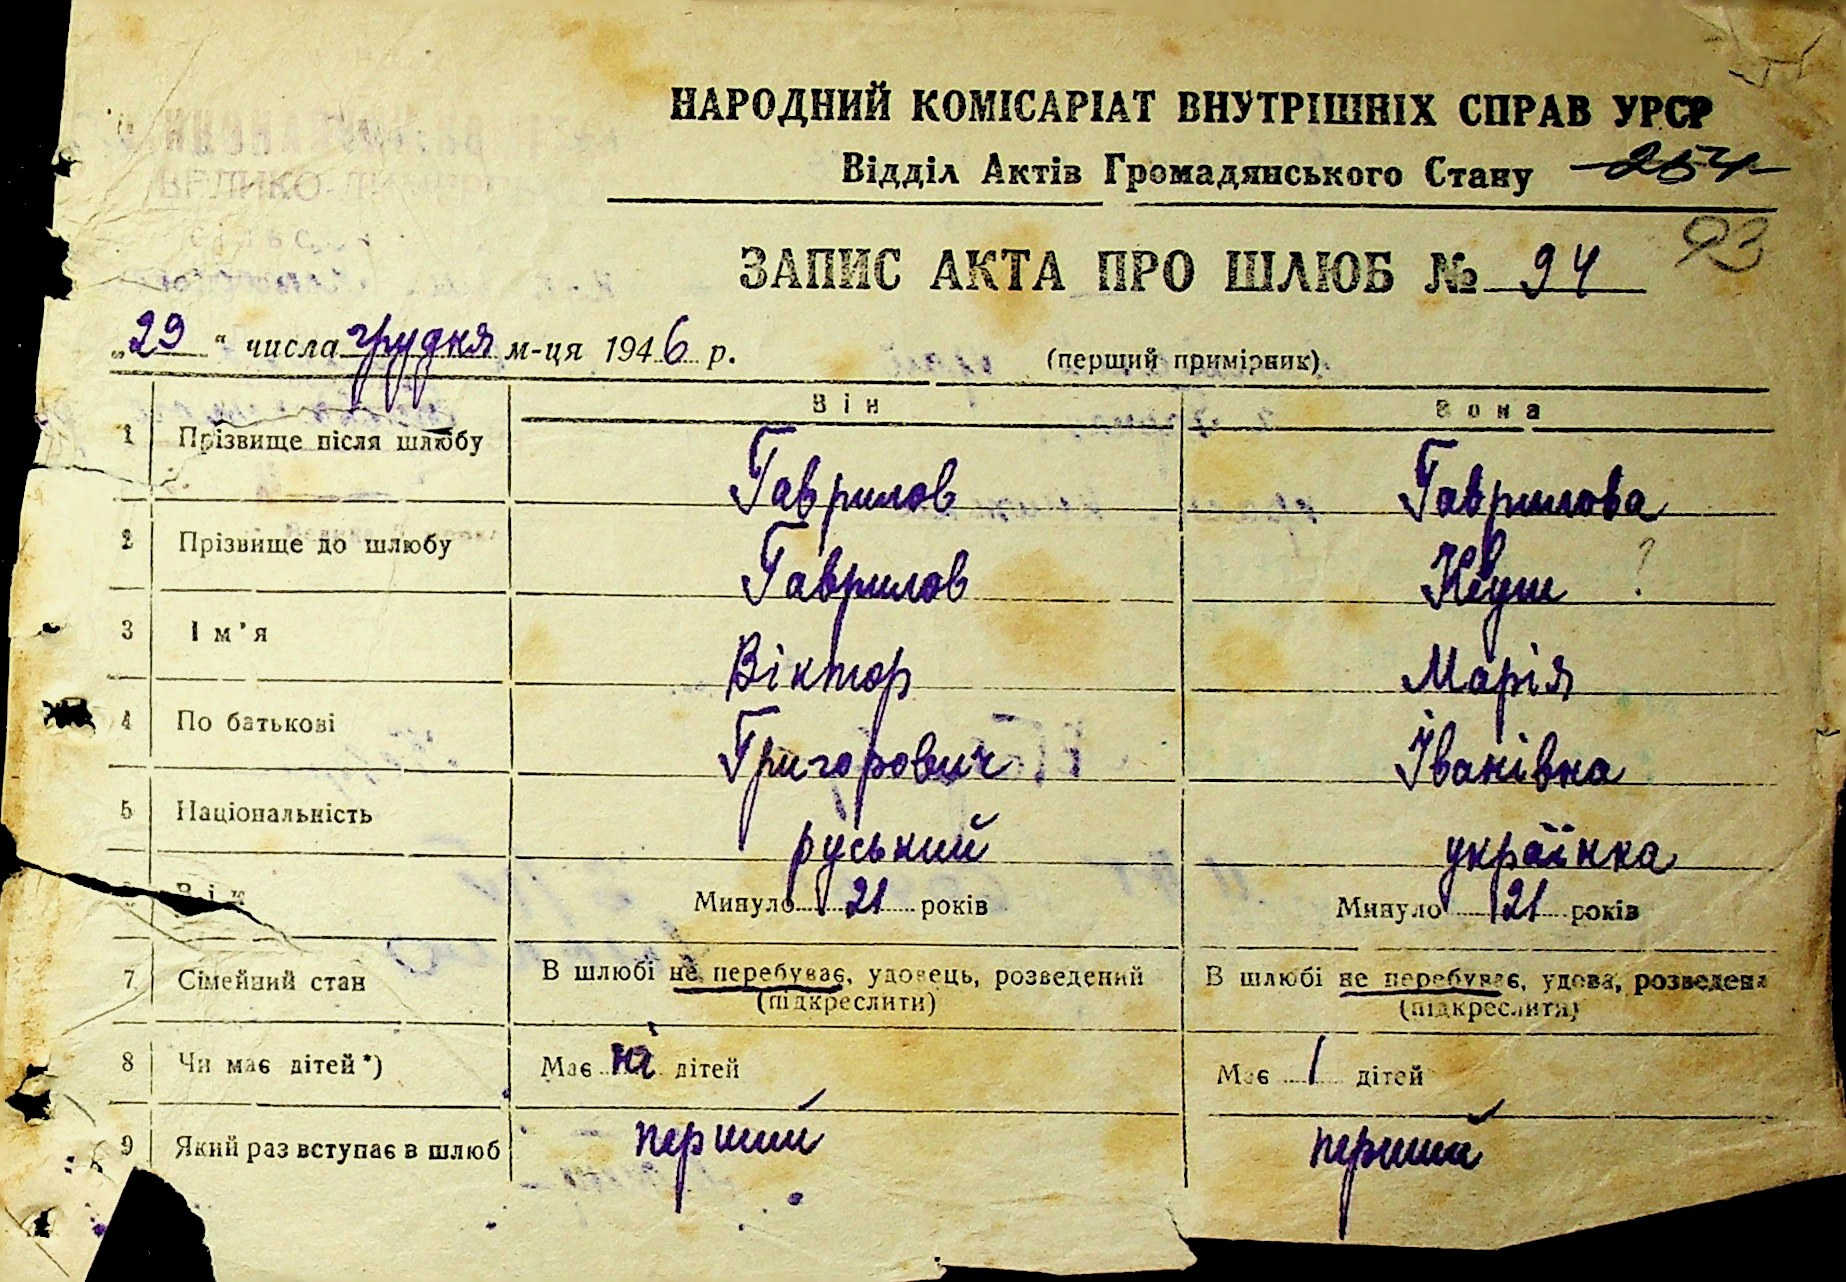 НАРОДНИЙ КОМІСАРІАТ ВНУТРІШНІХ СПРАВ УРСР
Відділ Актів Громадянського Стану 254
93
ЗАПИС АКТА ПРО ШЛЮБ № 94
„29“ числа грудня м-ця 1946 р. (перший примірник)
Він Вона
1 Прізвище після шлюбу Гаврилов Гаврилова
2 Прізвище до шлюбу Гаврилов ?
3 Ім'я Віктор Марія
4 По батькові Григорович Іванівна
5 Національність руський українка
Вік Минуло 21 років Минуло 21 років
7 Сімейний стан В шлюбі не перебуває, удовець, розведений В шлюбі не перебуває, удова, розведена
(підкреслити) (підкреслити)
8 Чи має дітей*) Має ні дітей Має 1 дітей
9 Який раз вступає в шлюб перший перший